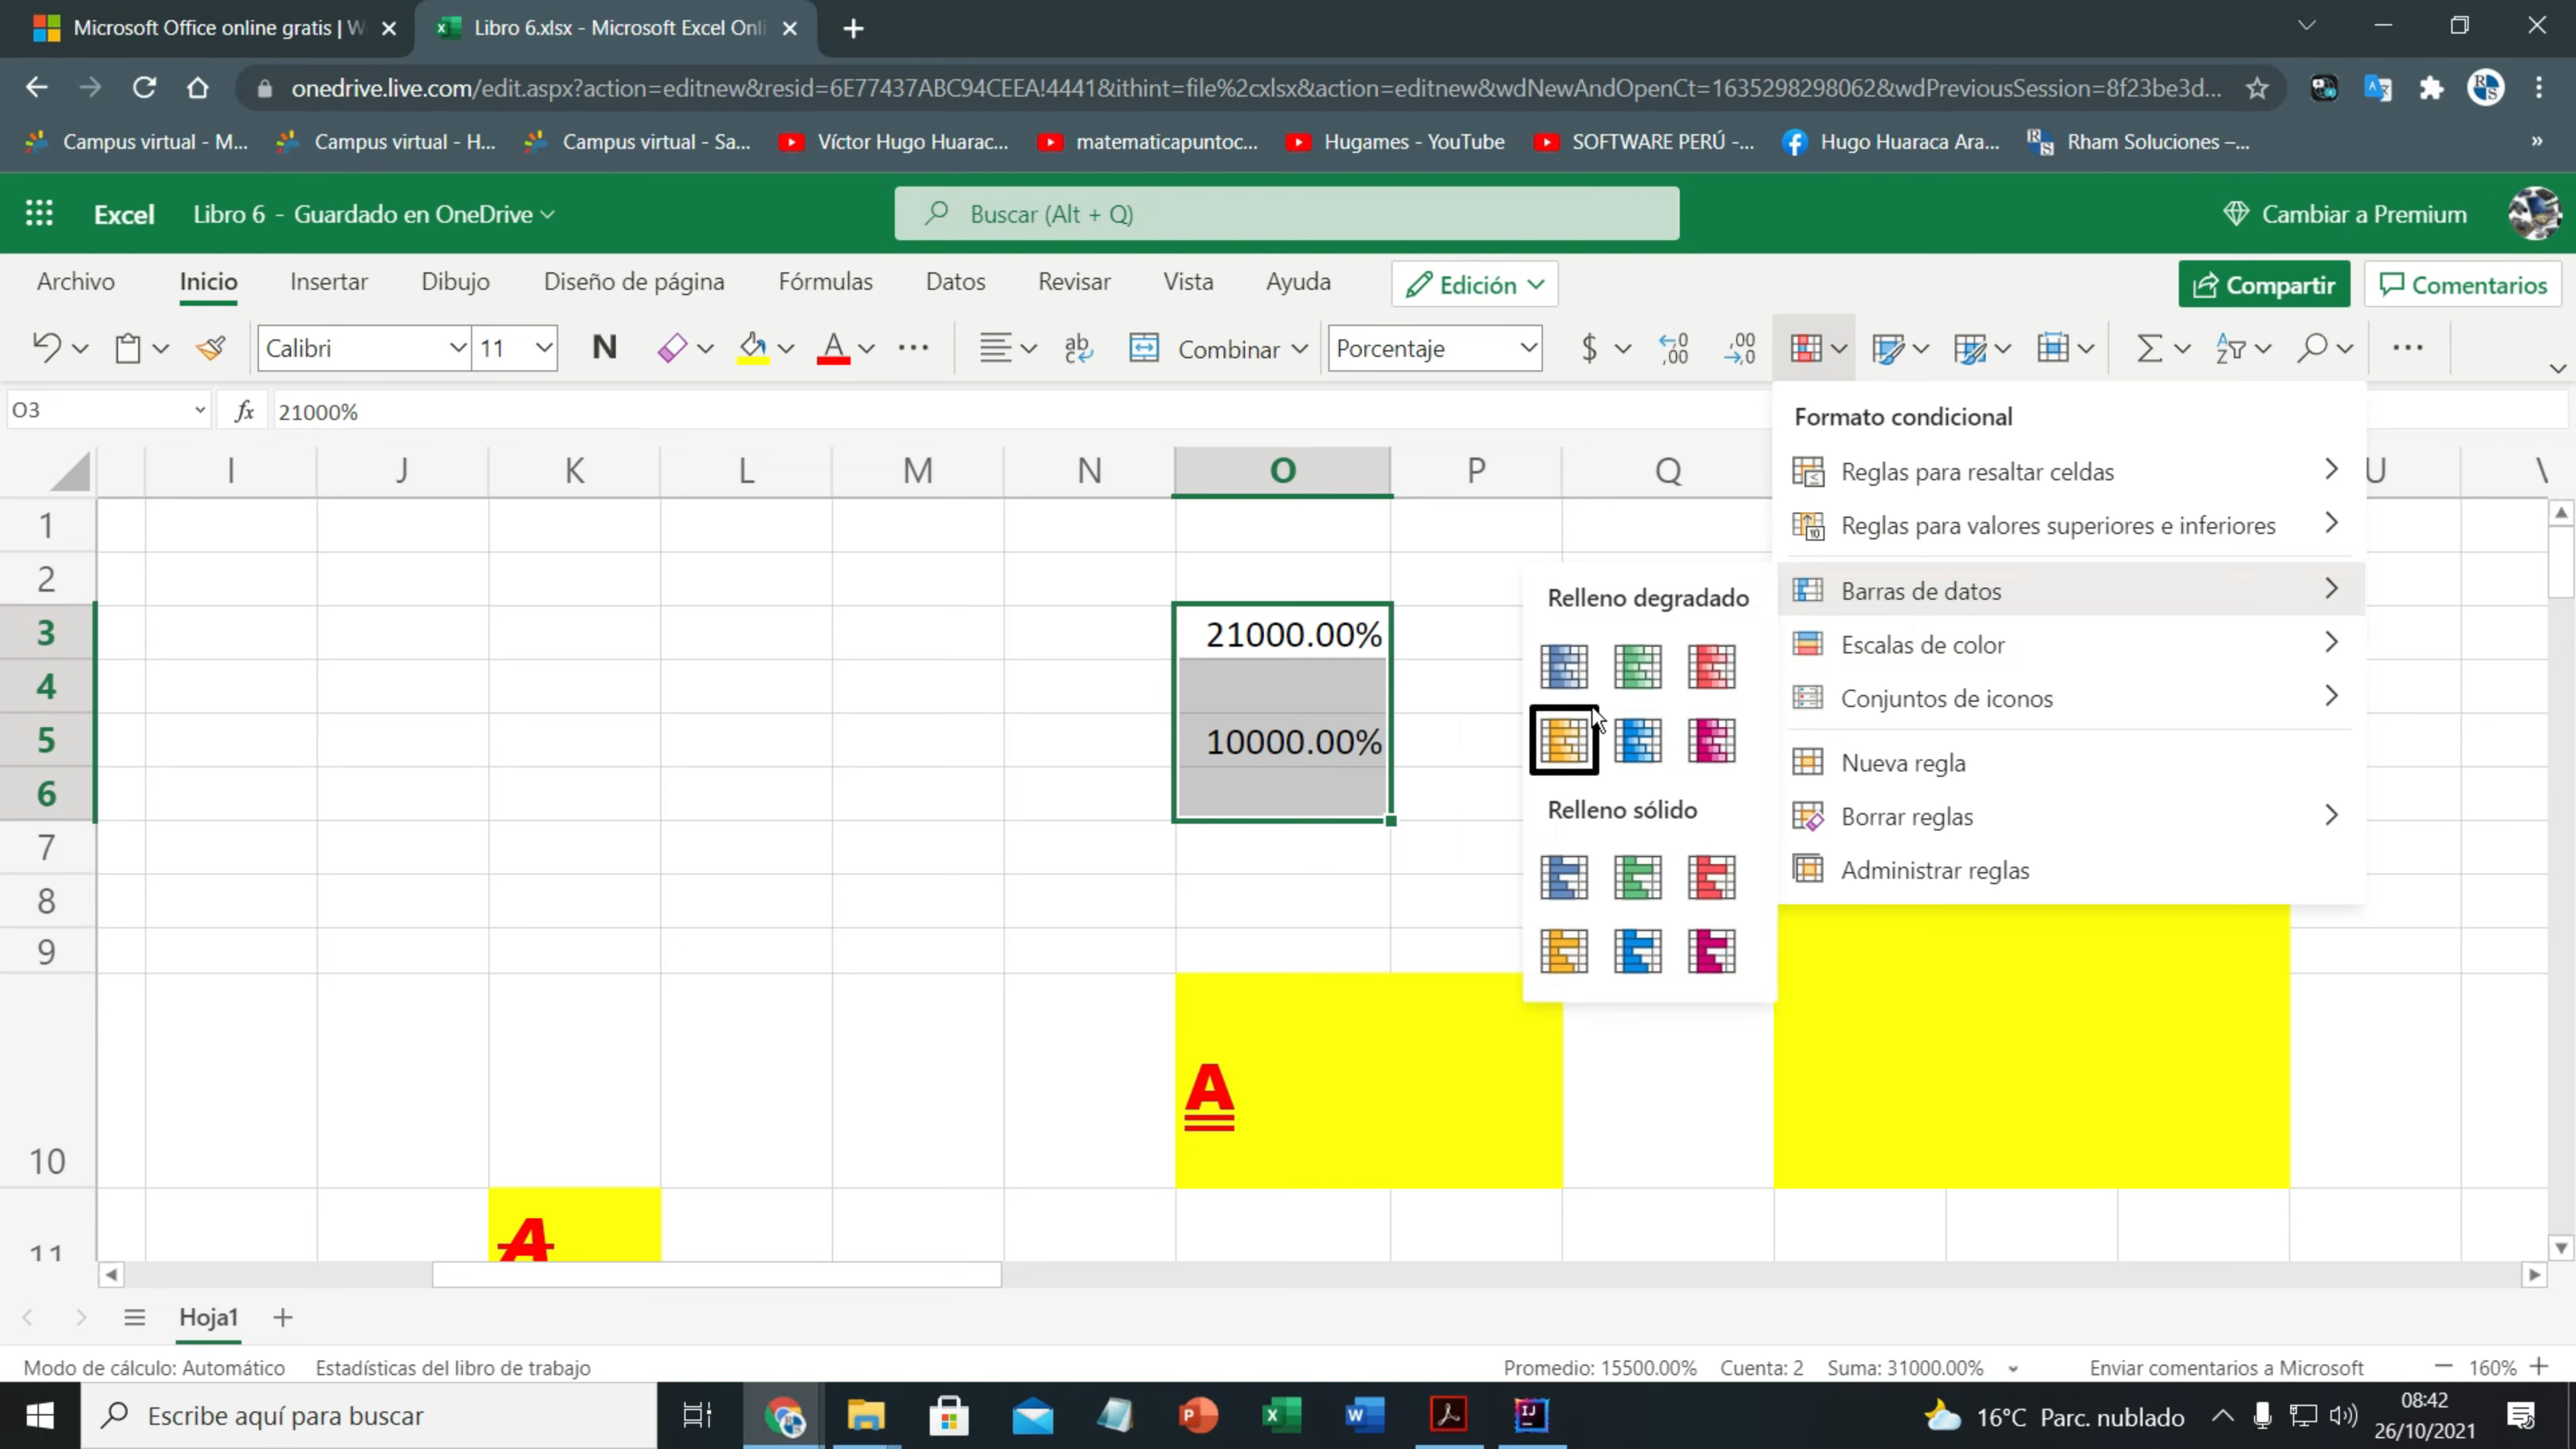 Microsoft Office online gratis | W
Libro 6.xlsx - Microsoft Excel Onli
onedrive.live.com/edit.aspx?action=editnew&resid=6E77437ABC94CEEA!4441&ithint=file%2cxlsx&action=editnew&wdNewAndOpenCt=1635298298062&wdPreviousSession=8f23be3d...
Campus virtual - M...
Campus virtual - H...
Campus virtual - Sa...
Víctor Hugo Huarac...
matematicapuntoc...
Hugames - YouTube
SOFTWARE PERÚ -...
Hugo Huaraca Ara...
Rham Soluciones –...
»
Excel
Libro 6 - Guardado en OneDrive
Buscar (Alt + Q)
Cambiar a Premium
Archivo
Inicio
Insertar
Dibujo
Diseño de página
Fórmulas
Datos
Revisar
Vista
Ayuda
Edición
Compartir
Comentarios
Calibri
11
N
A
ab
Combinar
Porcentaje
$
O3
fx
21000%
Formato condicional
Reglas para resaltar celdas
Reglas para valores superiores e inferiores
Barras de datos
Escalas de color
Conjuntos de iconos
Nueva regla
Borrar reglas
Administrar reglas
Relleno degradado
Relleno sólido
I J K L M N O P Q U
1
2
3 21000.00%
4
5 10000.00%
6
7
8
9
A
10
A
11
Hoja1
Modo de cálculo: Automático
Estadísticas del libro de trabajo
Promedio: 15500.00%
Cuenta: 2
Suma: 31000.00%
Enviar comentarios a Microsoft
160%
Escribe aquí para buscar
16°C Parc. nublado
08:42
26/10/2021